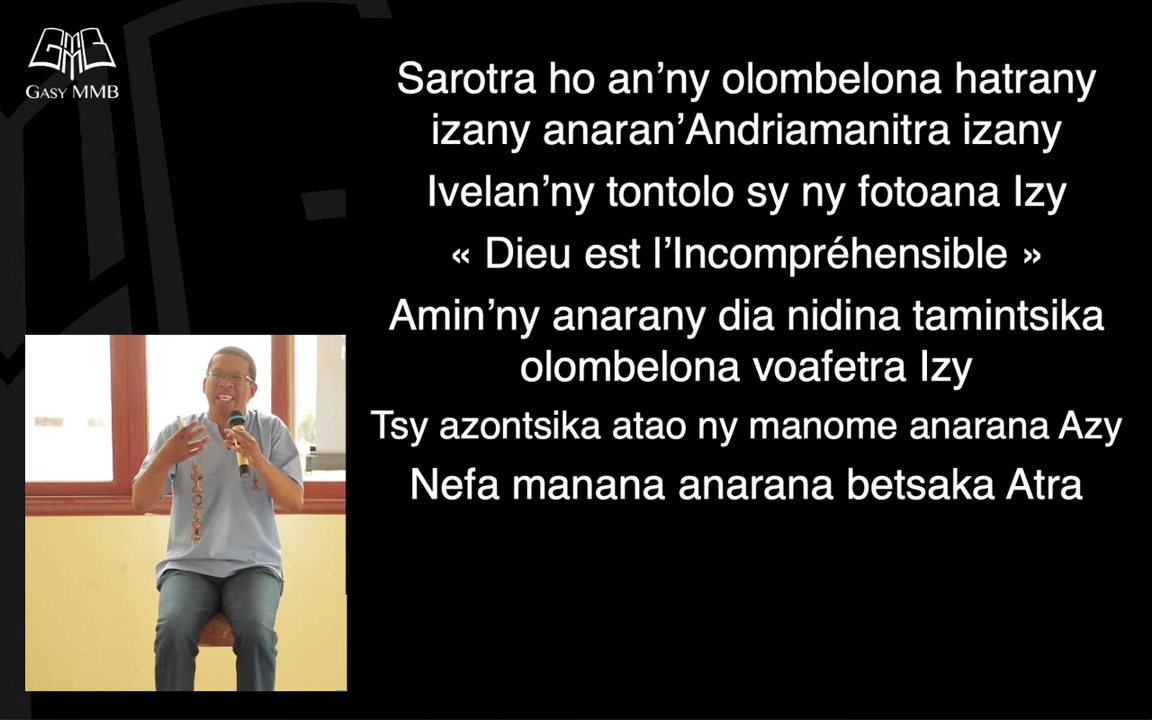 GMMB
GASY MMB
Sarotra ho an’ny olombelona hatrany
izany anaran’Andriamanitra izany
Ivelan’ny tontolo sy ny fotoana Izy
« Dieu est l’Incompréhensible »
Amin’ny anarany dia nidina tamintsika
olombelona voafetra Izy
Tsy azontsika atao ny manome anarana Azy
Nefa manana anarana betsaka Atra